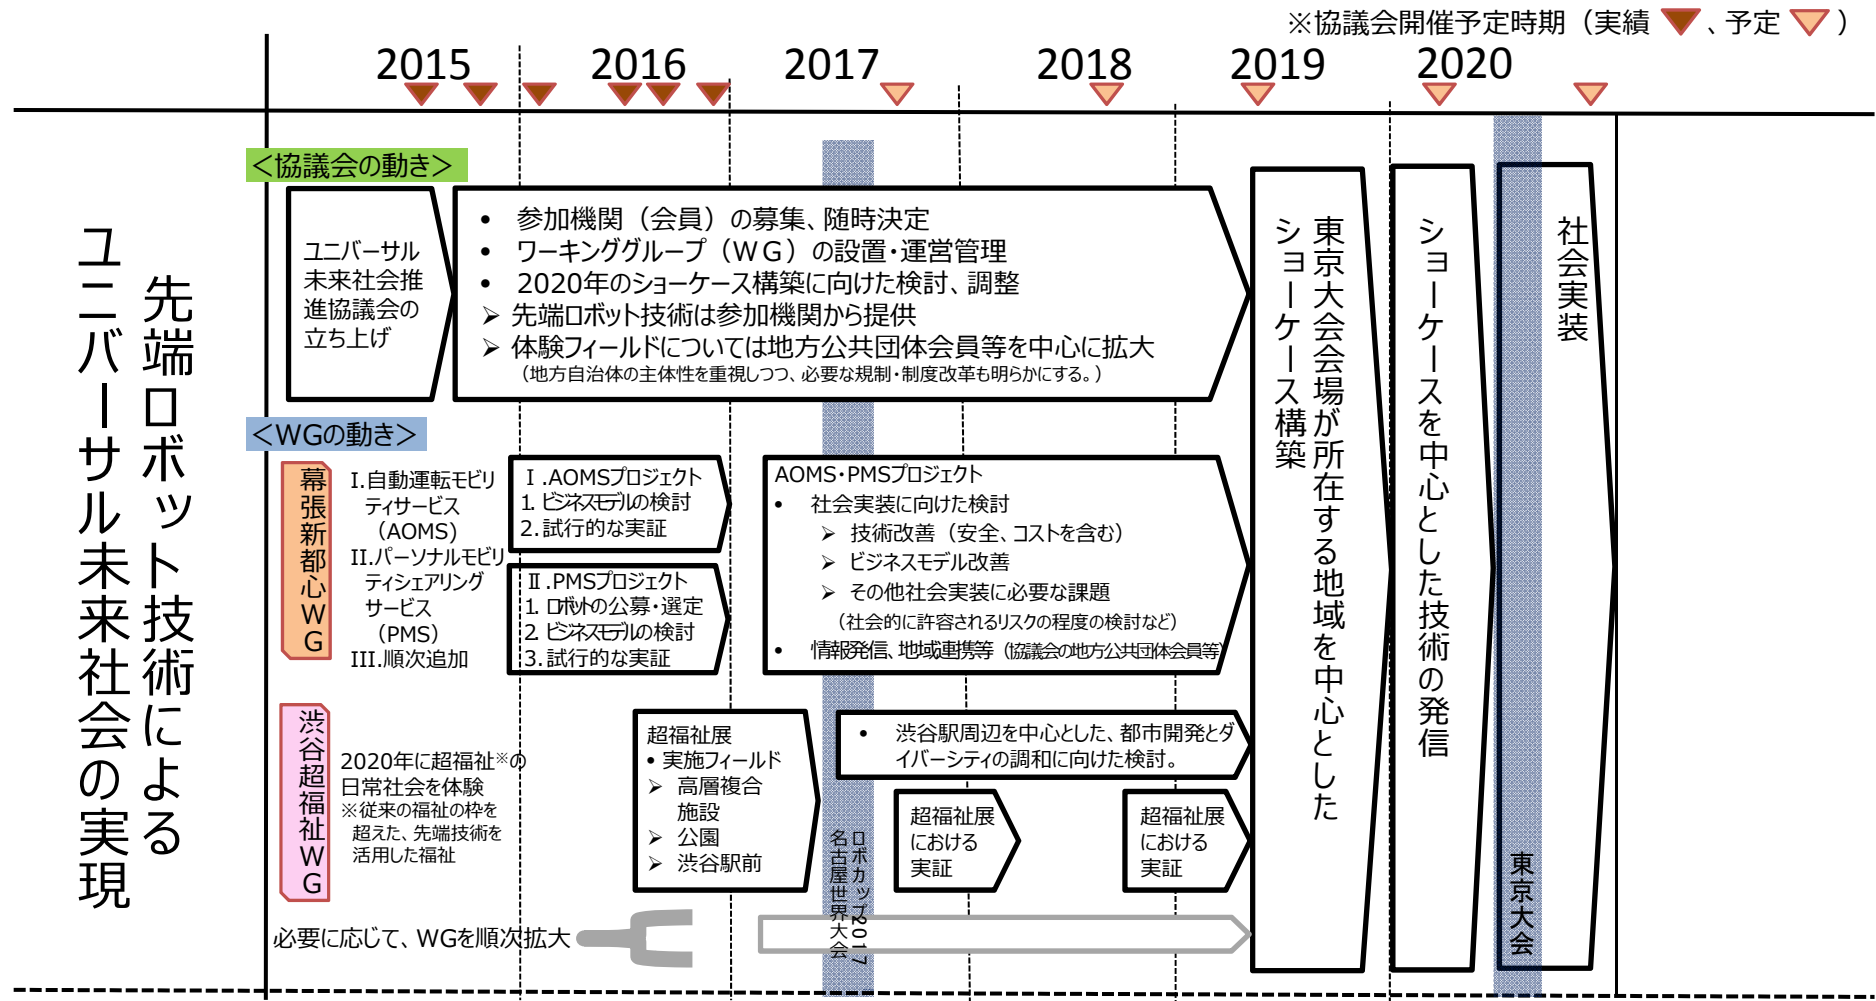 ※協議会開催予定時期（実績 、予定 ）
2015
2016
2017
2018
2019
2020
先端ロボット技術による
ユニバーサル未来社会の実現
＜協議会の動き＞
ユニバーサル
未来社会推
進協議会の
立ち上げ
• 参加機関（会員）の募集、随時決定
• ワーキンググループ（ＷＧ）の設置・運営管理
• 2020年のショーケース構築に向けた検討、調整
➢ 先端ロボット技術は参加機関から提供
➢ 体験フィールドについては地方公共団体会員等を中心に拡大
（地方自治体の主体性を重視しつつ、必要な規制・制度改革も明らかにする。）
東京大会会場が所在する地域を中心とした
ショーケース構築
ショーケースを中心とした技術の発信
社会実装
＜WGの動き＞
幕張新都心ＷＧ
I.自動運転モビリ
ティサービス
（AOMS）
II.パーソナルモビリ
ティシェアリング
サービス
（PMS）
III.順次追加
Ⅰ.AOMSプロジェクト
1. ビジネスモデルの検討
2. 試行的な実証
Ⅱ.PMSプロジェクト
1. ロボットの公募・選定
2. ビジネスモデルの検討
3. 試行的な実証
AOMS・PMSプロジェクト
• 社会実装に向けた検討
➢ 技術改善（安全、コストを含む）
➢ ビジネスモデル改善
➢ その他社会実装に必要な課題
（社会的に許容されるリスクの程度の検討など）
• 情報発信、地域連携等（協議会の地方公共団体会員等）
渋谷超福祉ＷＧ
2020年に超福祉※の
日常社会を体験
※従来の福祉の枠を
超えた、先端技術を
活用した福祉
超福祉展
• 実施フィールド
➢ 高層複合
施設
➢ 公園
➢ 渋谷駅前
• 渋谷駅周辺を中心とした、都市開発とダ
イバーシティの調和に向けた検討。
超福祉展
における
実証
超福祉展
における
実証
ロボカップ2017
名古屋世界大会
東京大会
必要に応じて、WGを順次拡大